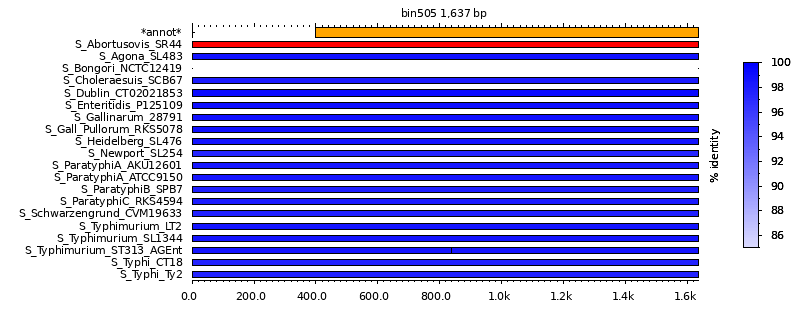 bin505 1,637 bp
*annot*
S_Abortusovis_SR44
S_Agona_SL483
S_Bongori_NCTC12419
S_Choleraesuis_SCB67
S_Dublin_CT02021853
S_Enteritidis_P125109
S_Gallinarum_28791
S_Gall_Pullorum_RKS5078
S_Heidelberg_SL476
S_Newport_SL254
S_ParatyphiA_AKU12601
S_ParatyphiA_ATCC9150
S_ParatyphiB_SPB7
S_ParatyphiC_RKS4594
S_Schwarzengrund_CVM19633
S_Typhimurium_LT2
S_Typhimurium_SL1344
S_Typhimurium_ST313_AGEnt
S_Typhi_CT18
S_Typhi_Ty2
0.0 200.0 400.0 600.0 800.0 1.0k 1.2k 1.4k 1.6k
% identity
100
98
96
94
92
90
88
86